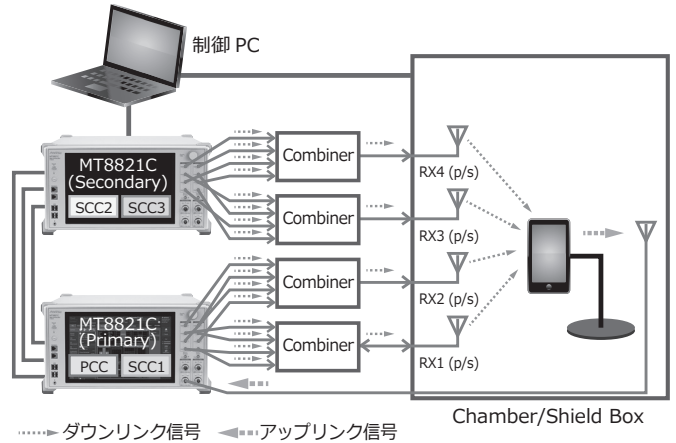 制御 PC
MT8821C
(Secondary)
SCC2
SCC3
Combiner
Combiner
Combiner
Combiner
RX4 (p/s)
RX3 (p/s)
RX2 (p/s)
RX1 (p/s)
MT8821C
(Primary)
PCC
SCC1
Chamber/Shield Box
ダウンリンク信号
アップリンク信号